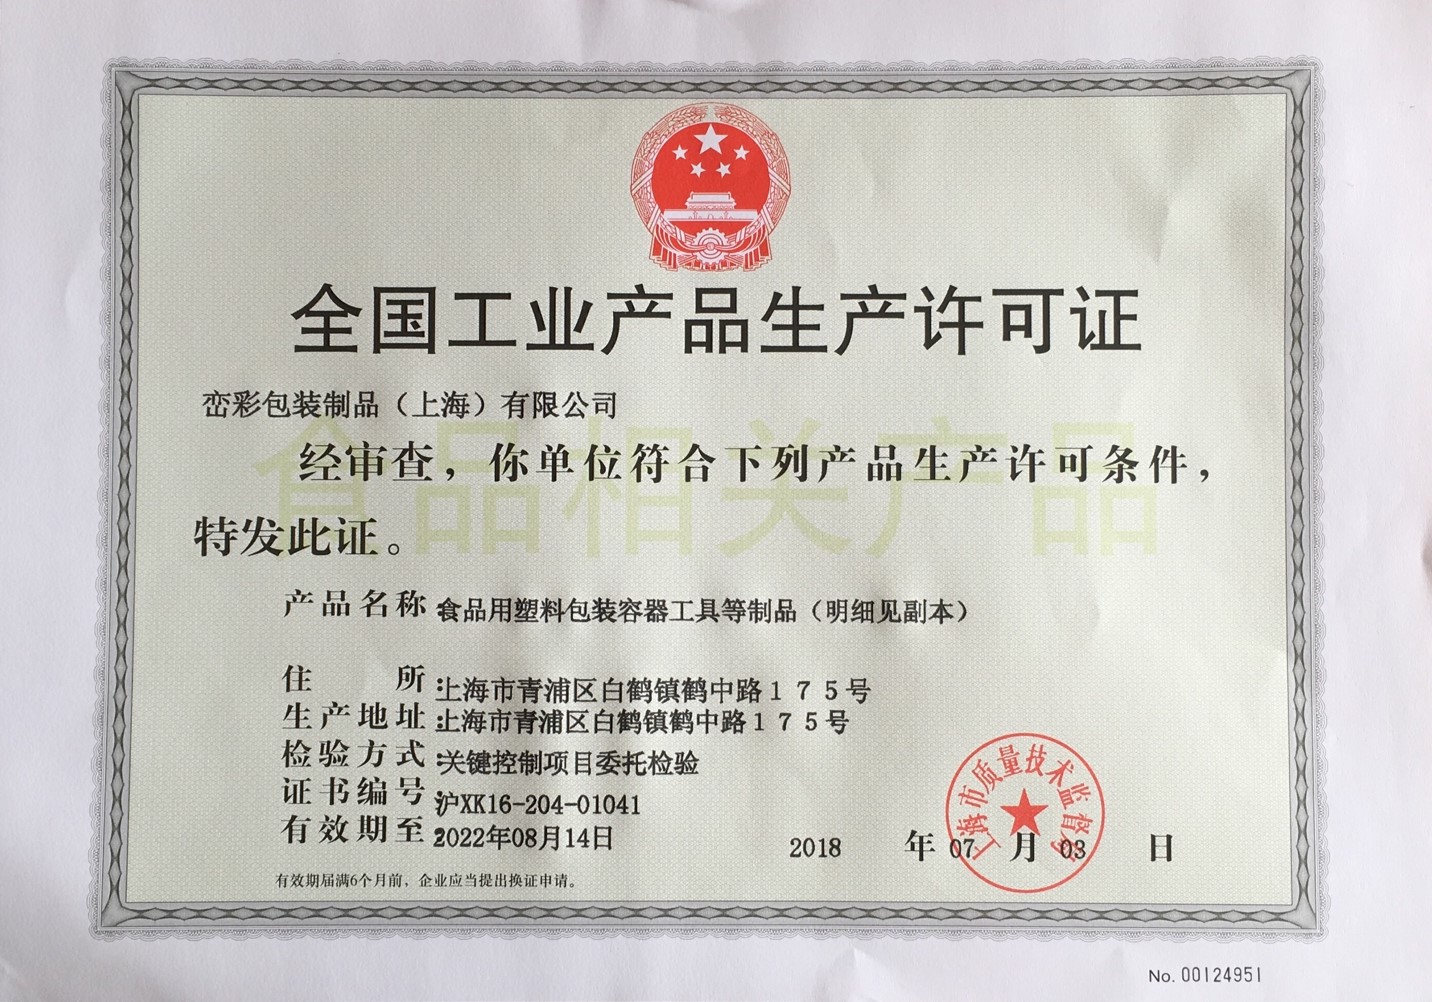 全国工业产品生产许可证
峦彩包装制品（上海）有限公司
食品相关产品
经审查，你单位符合下列产品生产许可条件，
特发此证。
产品名称：食品用塑料包装容器工具等制品（明细见副本）
住所：上海市青浦区白鹤镇鹤中路１７５号
生产地址：上海市青浦区白鹤镇鹤中路１７５号
检验方式：关键控制项目委托检验
证书编号：沪XK16-204-01041
有效期至：2022年08月14日
上海市质量技术监督局
2018 年 07 月 03 日
有效期届满6个月前，企业应当提出换证申请。
No. 00124951